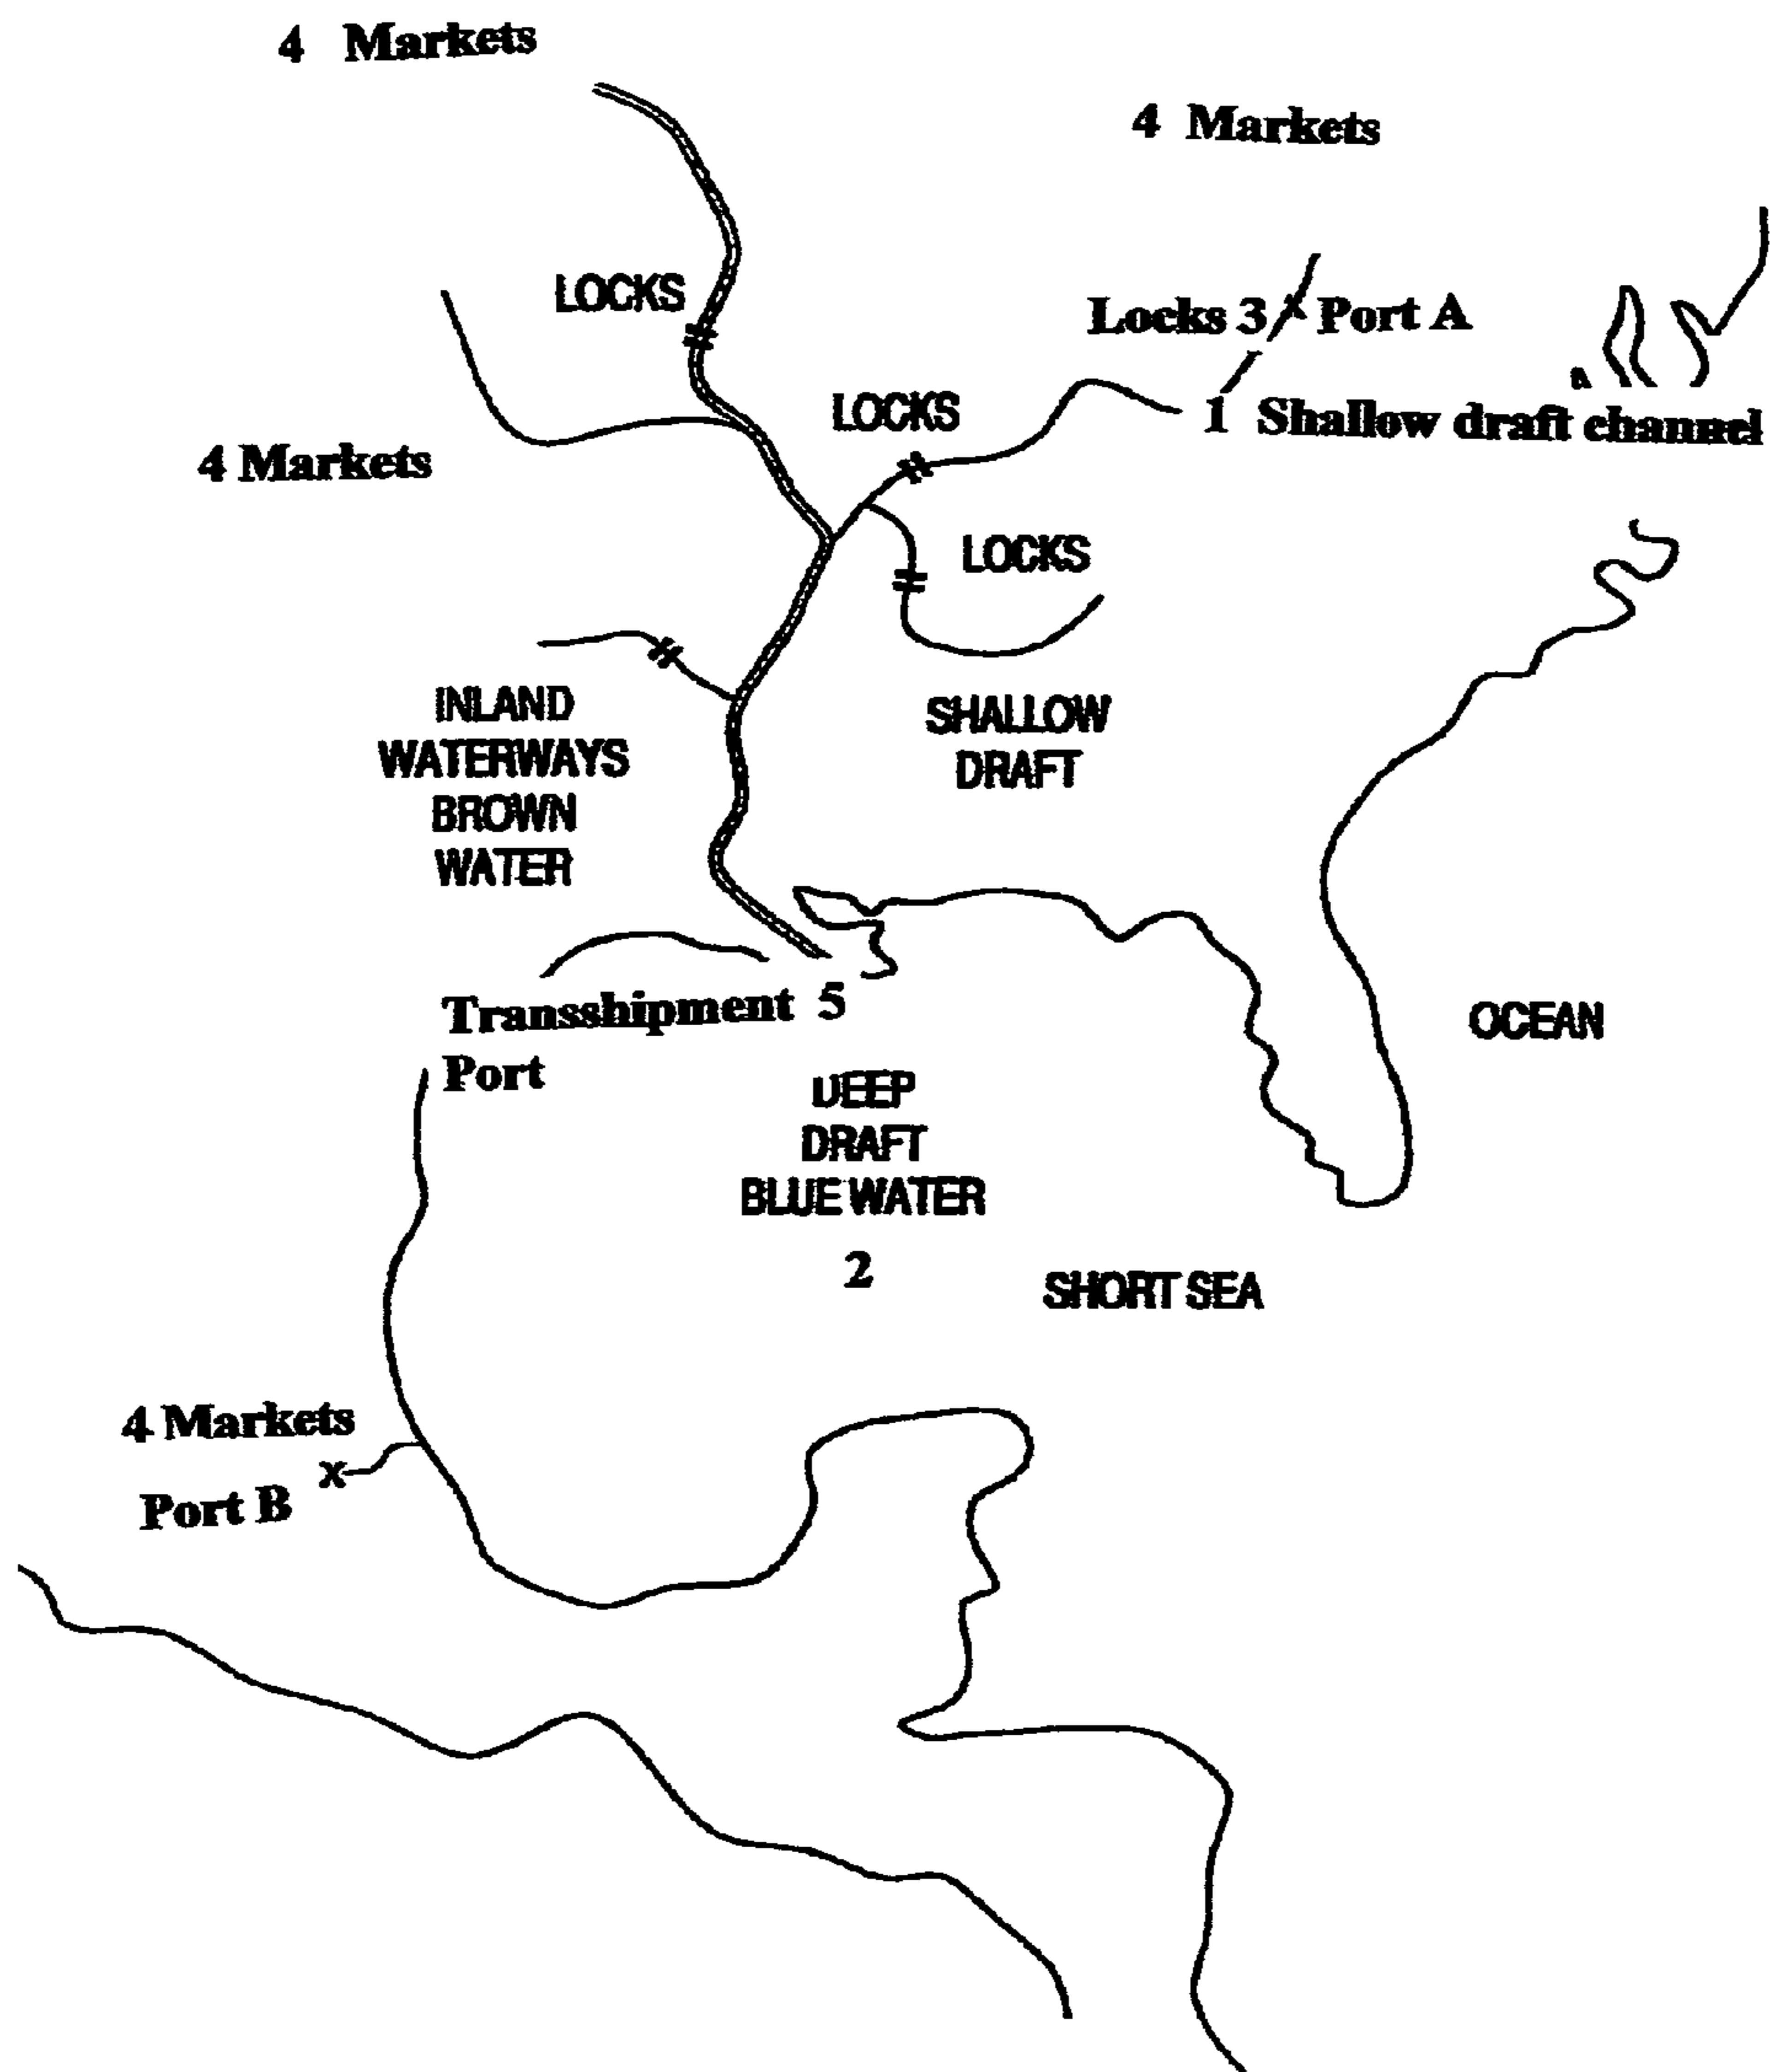 4 Markets
4 Markets
LOCKS
Locks 3 Port A
LOCKS
1 Shallow draft channel
4 Markets
LOCKS
INLAND
WATERWAYS
BROWN
WATER
SHALLOW
DRAFT
Transshipment 5
Port
OCEAN
DEEP
DRAFT
BLUE WATER
2
SHORT SEA
4 Markets
X
Port B